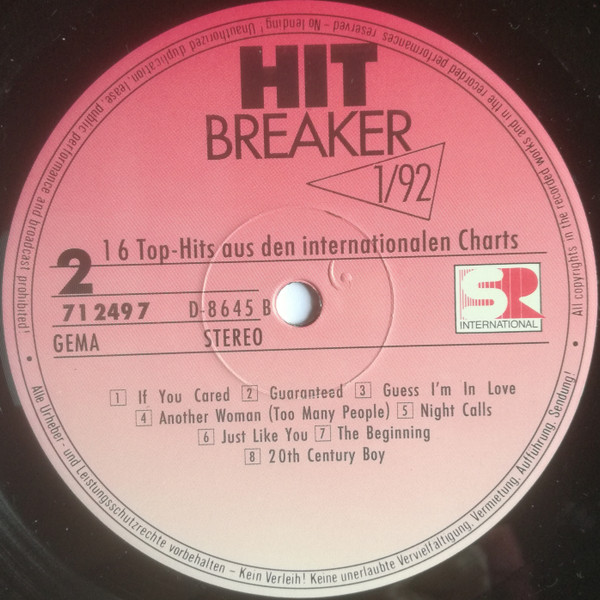 HIT
BREAKER
1/92
16 Top-Hits aus den internationalen Charts
2
71 249 7 D-8645 B
GEMA STEREO
SR
INTERNATIONAL
1 If You Cared 2 Guaranteed 3 Guess I'm In Love
4 Another Woman (Too Many People) 5 Night Calls
6 Just Like You 7 The Beginning
8 20th Century Boy
All copyrights in the recorded works and in the recorded performances reserved – No lending! Unauthorized duplication, lease, public performance and broadcast prohibited!
• Alle Urheber- und Leistungsschutzrechte vorbehalten – Kein Verleih! Keine unerlaubte Vervielfältigung, Vermietung, Aufführung, Sendung! •